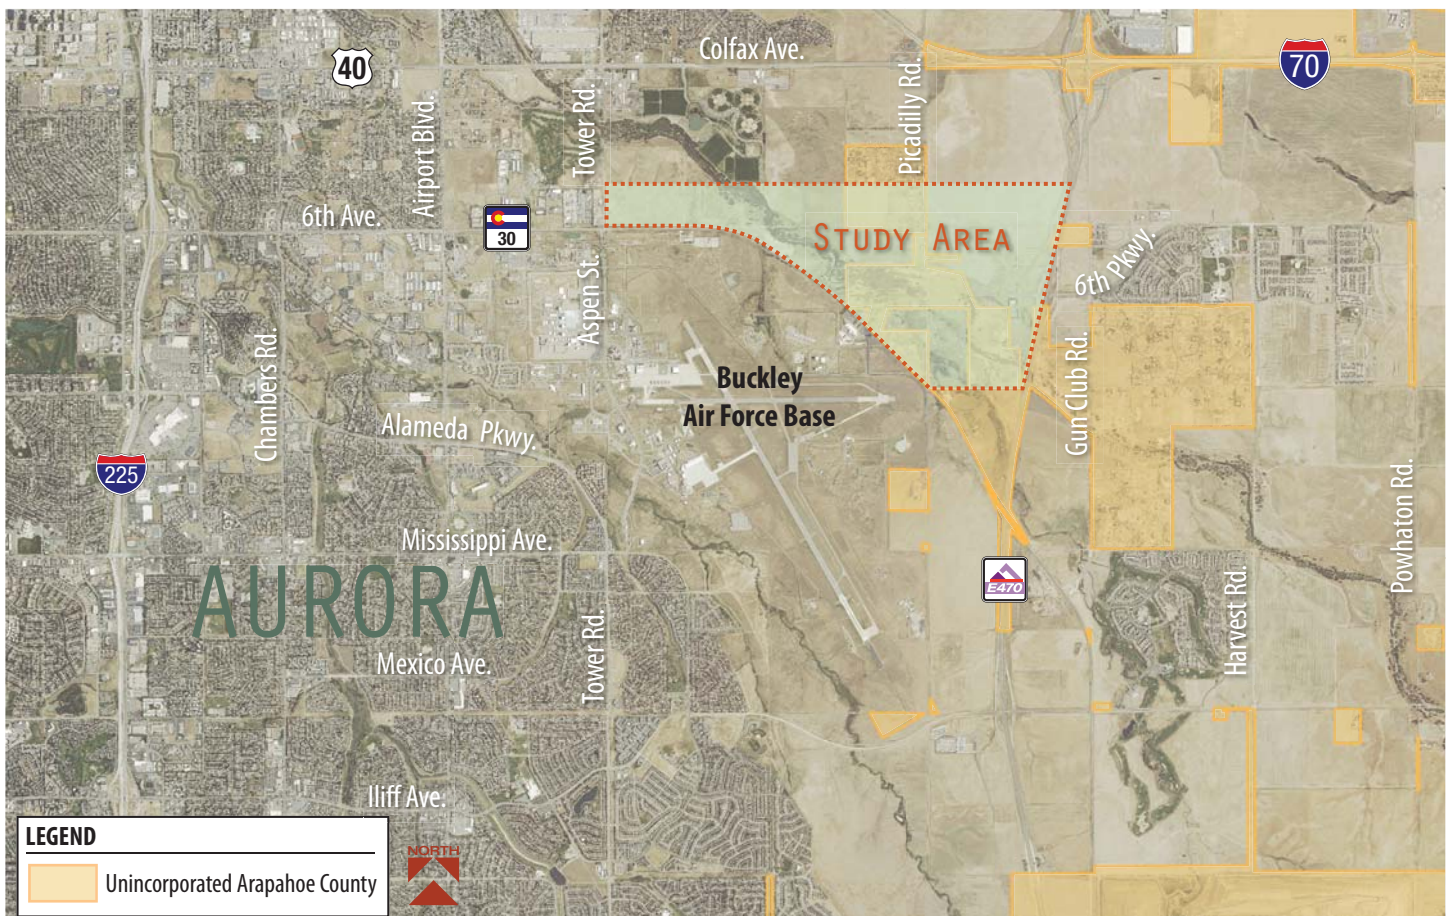 Colfax Ave.
40
70
Airport Blvd.
Tower Rd.
Picadilly Rd.
6th Ave.
30
STUDY AREA
6th Pkwy.
Aspen St.
Chambers Rd.
Gun Club Rd.
Buckley
Air Force Base
Alameda Pkwy.
225
Powhaton Rd.
Mississippi Ave.
AURORA
E470
Harvest Rd.
Tower Rd.
Mexico Ave.
Iliff Ave.
LEGEND
Unincorporated Arapahoe County
NORTH